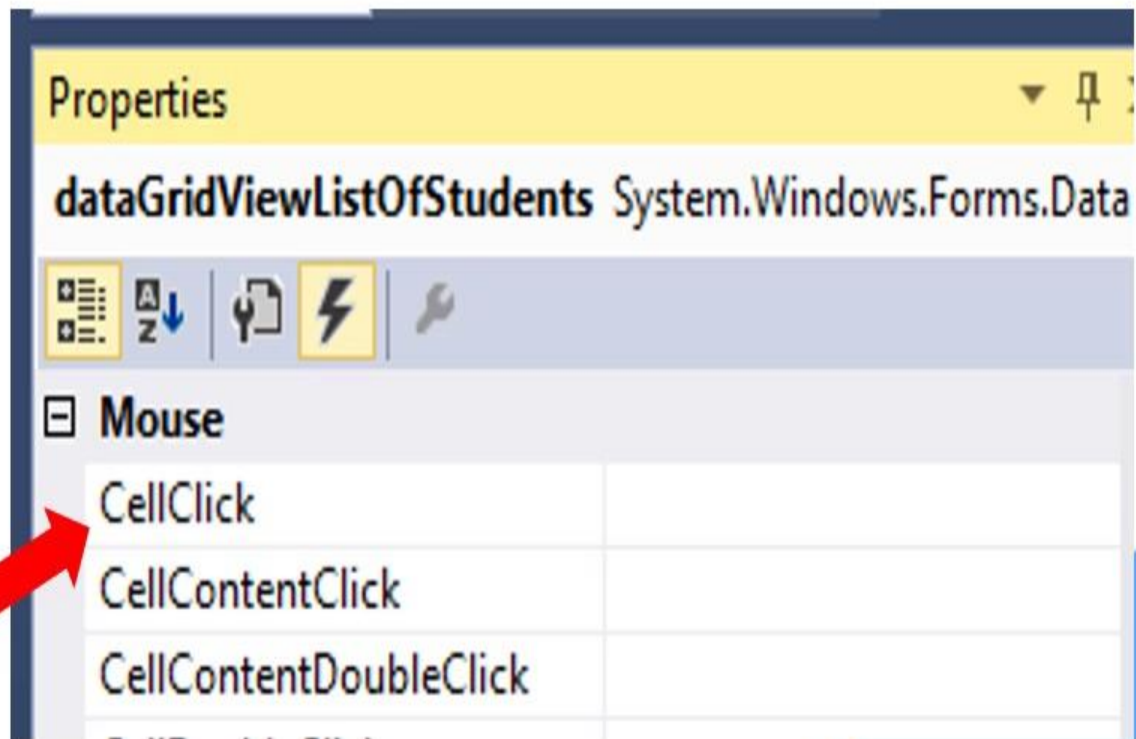 Properties
dataGridViewListOfStudents System.Windows.Forms.Data
Mouse
CellClick
CellContentClick
CellContentDoubleClick